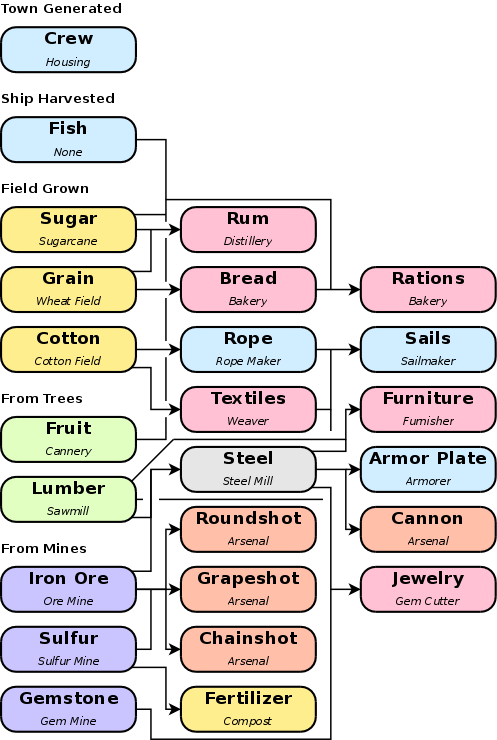 Town Generated
Crew
Housing
Ship Harvested
Fish
None
Field Grown
Sugar
Sugarcane
Rum
Distillery
Grain
Wheat Field
Bread
Bakery
Rations
Bakery
Cotton
Cotton Field
Rope
Rope Maker
Sails
Sailmaker
From Trees
Textiles
Weaver
Furniture
Furnisher
Fruit
Cannery
Steel
Steel Mill
Armor Plate
Armorer
Lumber
Sawmill
Roundshot
Arsenal
Cannon
Arsenal
From Mines
Iron Ore
Ore Mine
Grapeshot
Arsenal
Jewelry
Gem Cutter
Sulfur
Sulfur Mine
Chainshot
Arsenal
Gemstone
Gem Mine
Fertilizer
Compost